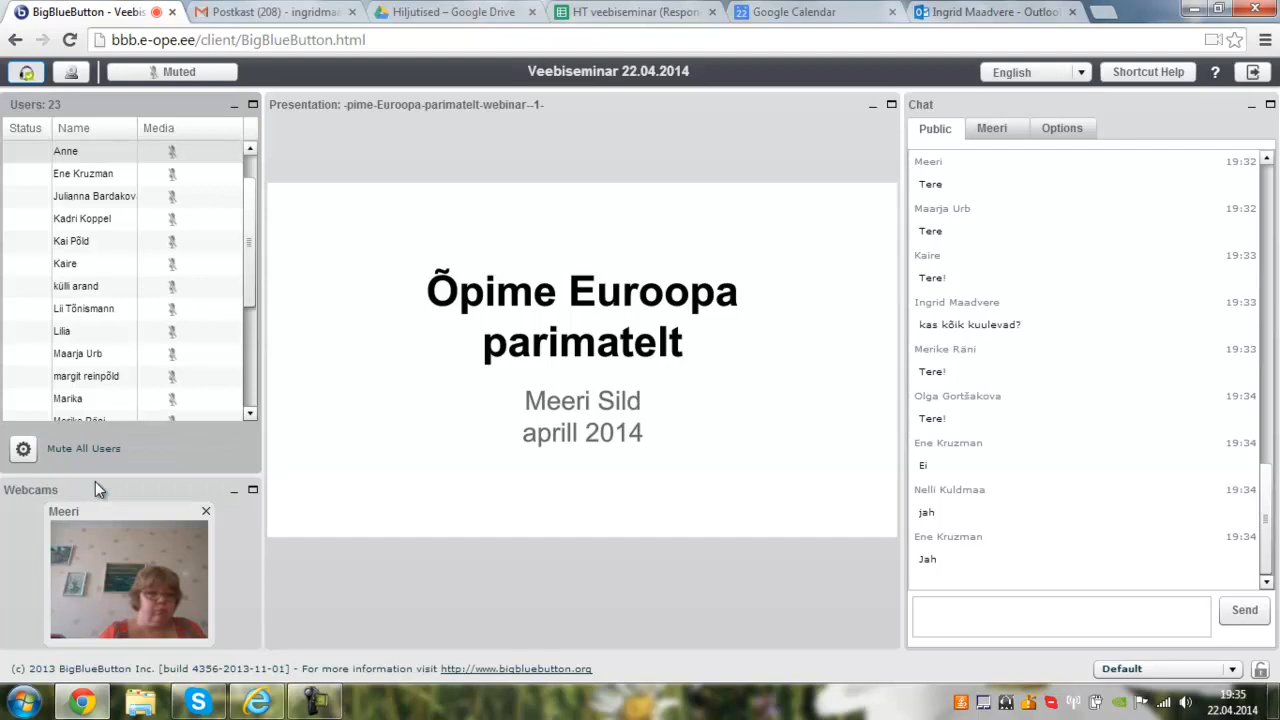 BigBlueButton - Veebis
Postkast (208) - ingridma
Hiljutised – Google Drive
HT veebiseminar (Respon
Google Calendar
Ingrid Maadvere - Outloo
bbb.e-ope.ee/client/BigBlueButton.html
Muted
Veebiseminar 22.04.2014
English
Shortcut Help
?
Users: 23
Presentation: -pime-Euroopa-parimatelt-webinar--1-
Chat
Status Name Media
Public Meeri Options
Anne
Ene Kruzman
Julianna Bardakov
Kadri Koppel
Kai Põld
Kaire
külli arand
Lii Tõnismann
Lilia
Maarja Urb
margit reinpõld
Marika
Merike Räni
Mute All Users
Webcams
Meeri
Õpime Euroopa
parimatelt
Meeri Sild
aprill 2014
Meeri 19:32
Tere
Maarja Urb 19:32
Tere
Kaire 19:33
Tere!
Ingrid Maadvere 19:33
kas kõik kuulevad?
Merike Räni 19:33
Tere!
Olga Gortšakova 19:34
Tere!
Ene Kruzman 19:34
Ei
Nelli Kuldmaa 19:34
jah
Ene Kruzman 19:34
Jah
Send
(c) 2013 BigBlueButton Inc. [build 4356-2013-11-01] - For more information visit http://www.bigbluebutton.org
Default
19:35
22.04.2014